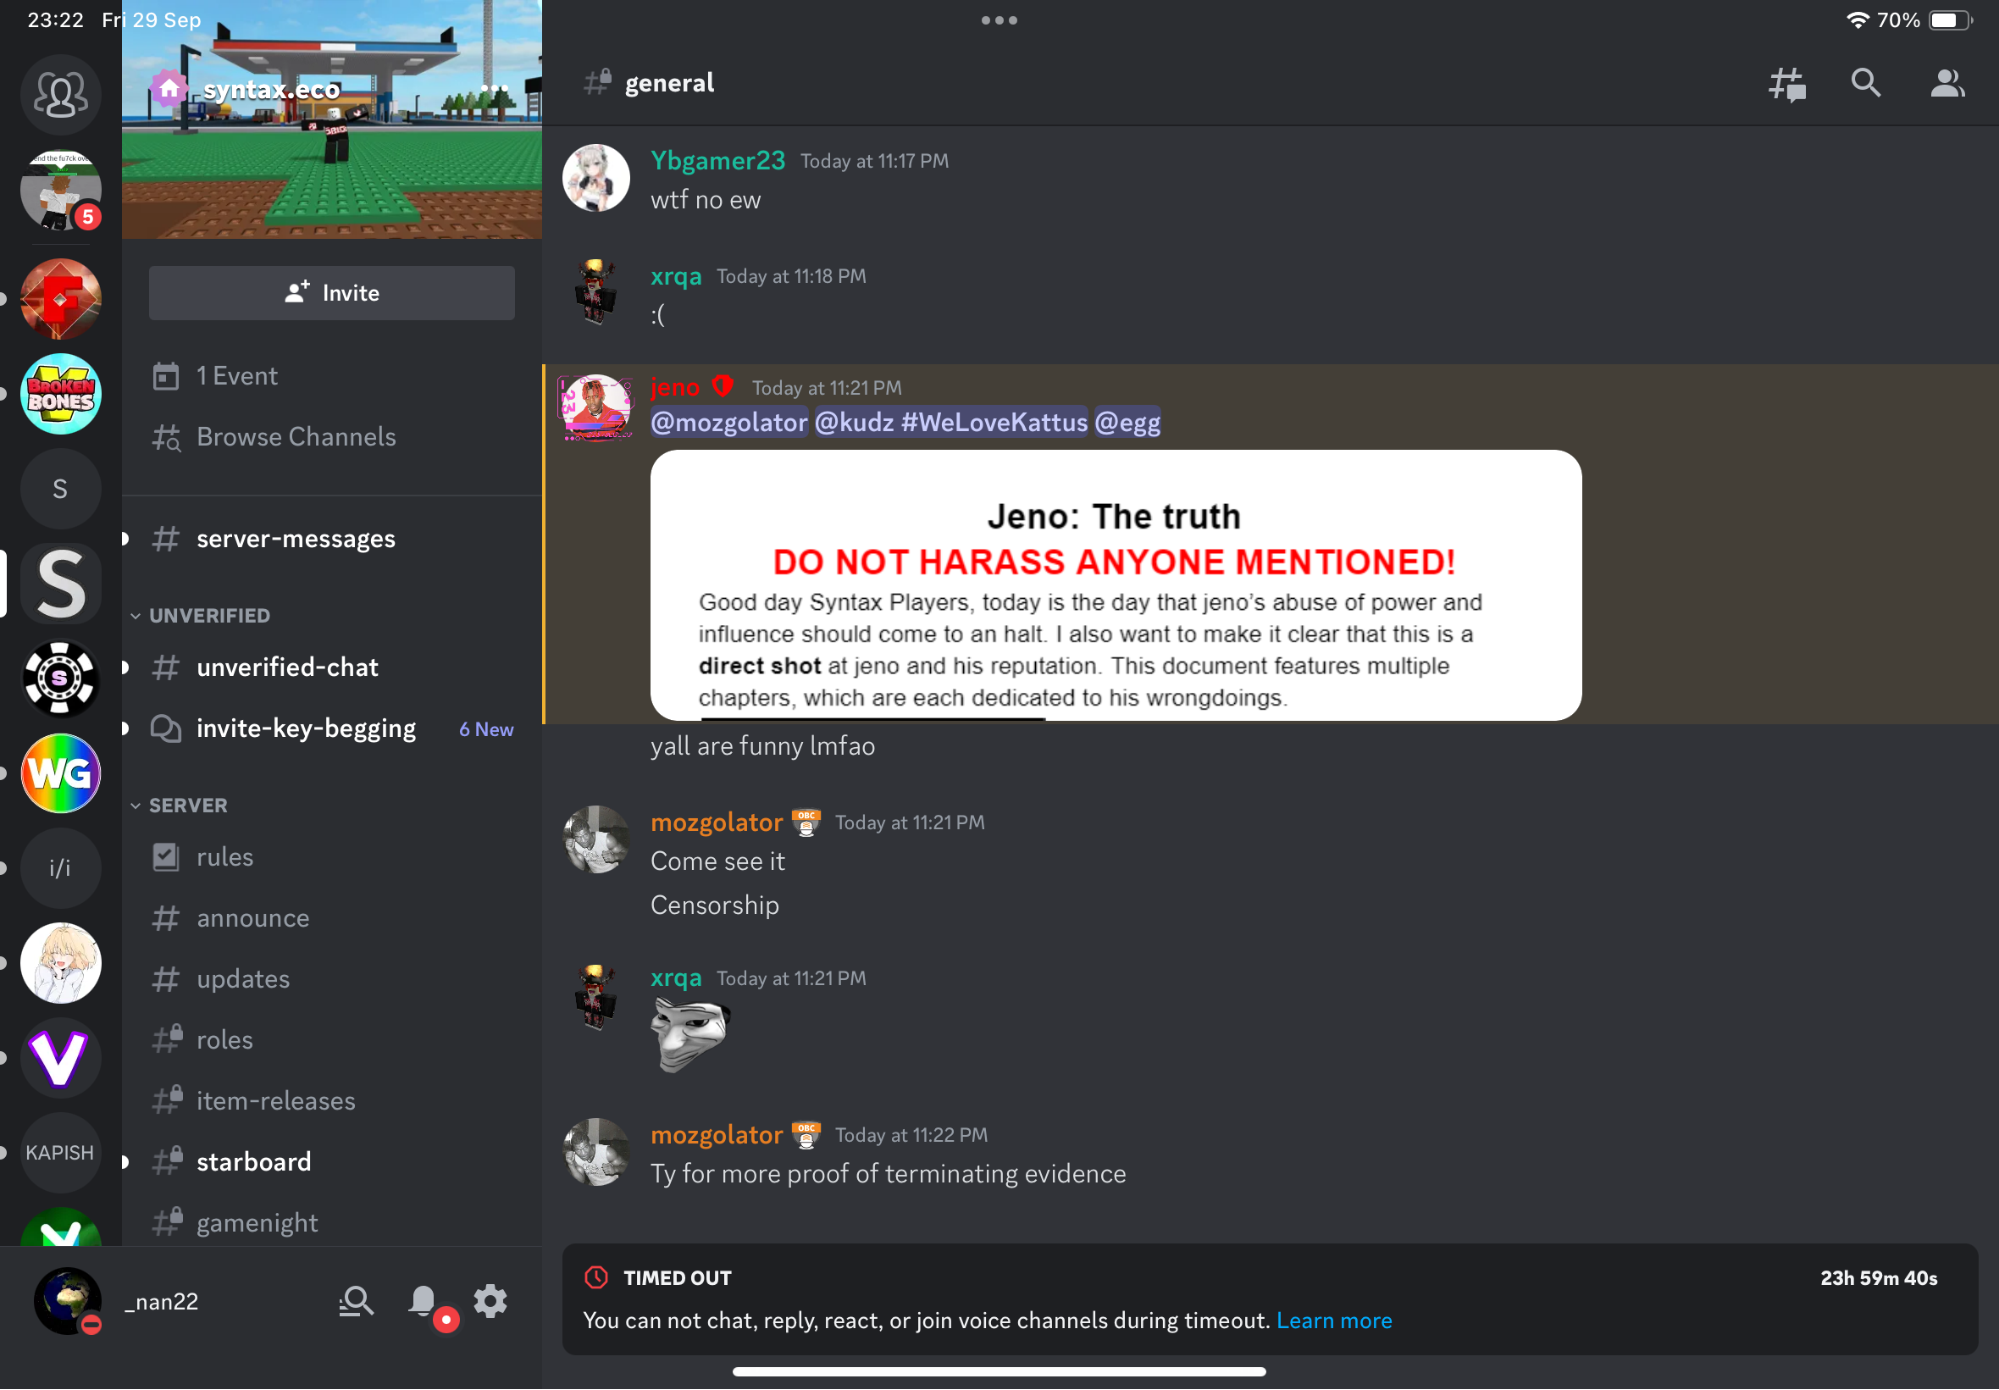 23:22 Fri 29 Sep
70%
end the fu7ck ove
5
BROKEN
BONES
S
S
S
WG
i/i
V
KAPISH
syntax.eco
Invite
1 Event
Browse Channels
server-messages
UNVERIFIED
unverified-chat
invite-key-begging 6 New
SERVER
rules
announce
updates
roles
item-releases
starboard
gamenight
_nan22
general
Ybgamer23 Today at 11:17 PM
wtf no ew
xrqa Today at 11:18 PM
:(
jeno Today at 11:21 PM
@mozgolator @kudz #WeLoveKattus @egg
Jeno: The truth
DO NOT HARASS ANYONE MENTIONED!
Good day Syntax Players, today is the day that jeno's abuse of power and
influence should come to an halt. I also want to make it clear that this is a
direct shot at jeno and his reputation. This document features multiple
chapters, which are each dedicated to his wrongdoings.
yall are funny lmfao
mozgolator OBC Today at 11:21 PM
Come see it
Censorship
xrqa Today at 11:21 PM
mozgolator OBC Today at 11:22 PM
Ty for more proof of terminating evidence
TIMED OUT 23h 59m 40s
You can not chat, reply, react, or join voice channels during timeout. Learn more